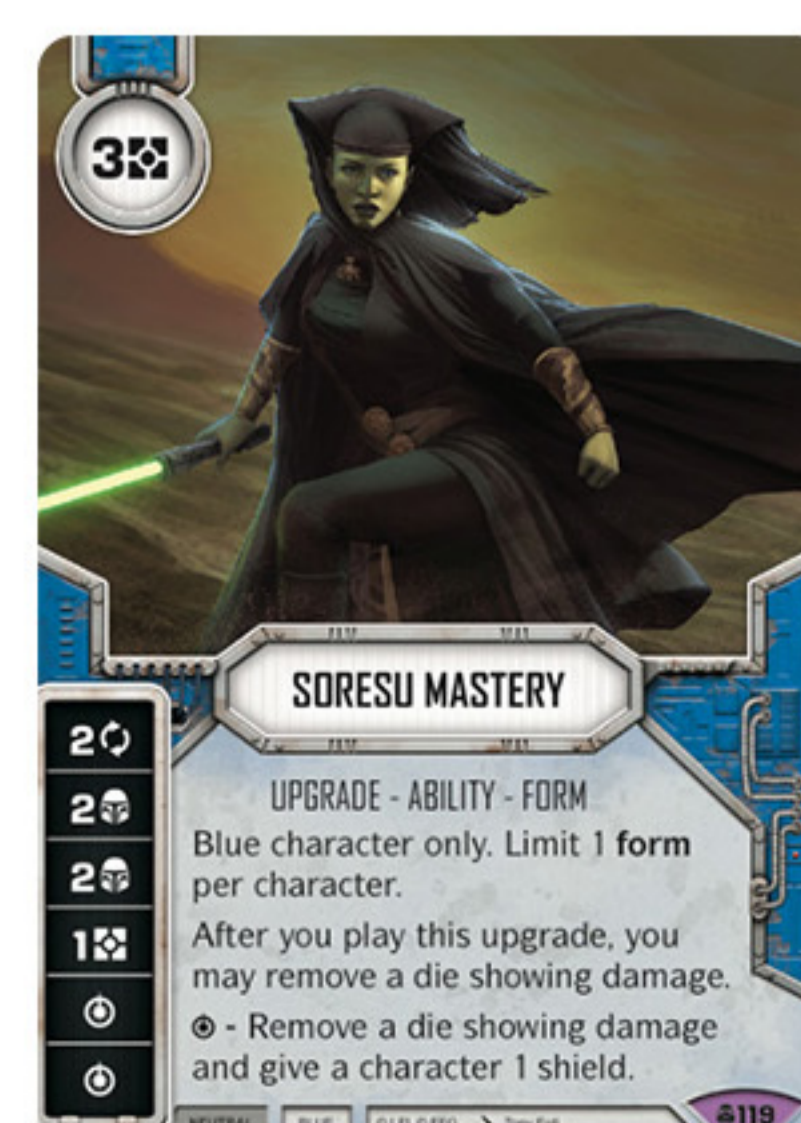 3
SORESU MASTERY
2
2
2
1
UPGRADE - ABILITY - FORM
Blue character only. Limit 1 form
per character.
After you play this upgrade, you
may remove a die showing damage.
- Remove a die showing damage
and give a character 1 shield.
119